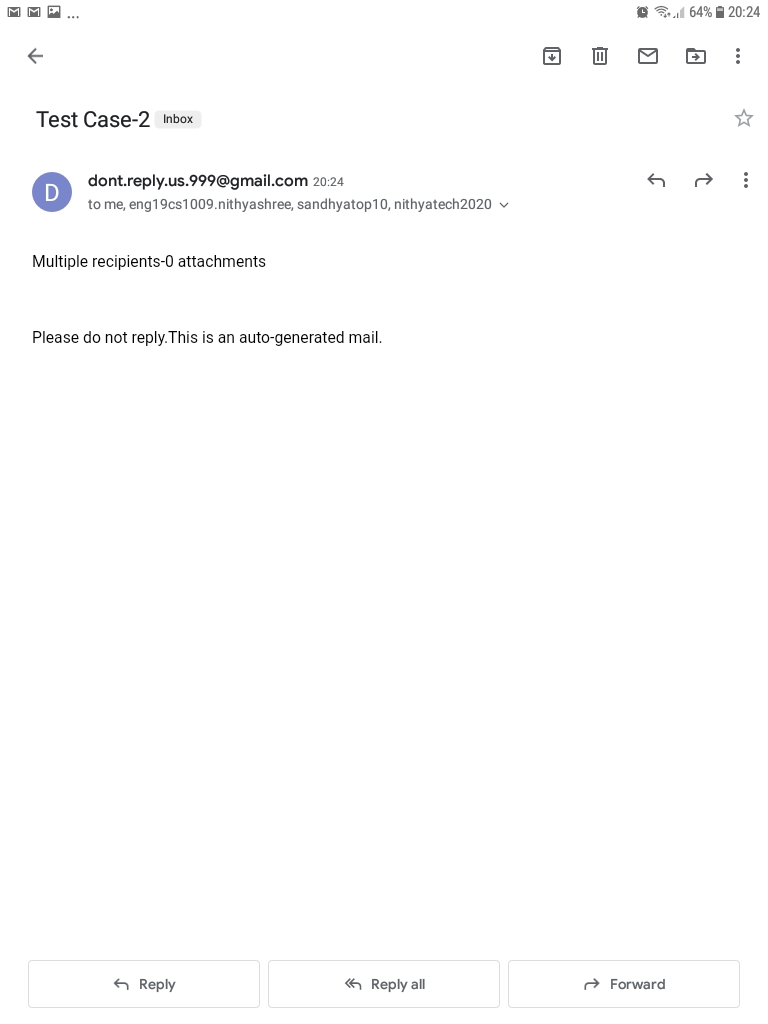 ... 64% 20:24
Test Case-2 Inbox
D
dont.reply.us.999@gmail.com 20:24
to me, eng19cs1009.nithyashree, sandhyatop10, nithyatech2020
Multiple recipients-0 attachments
Please do not reply.This is an auto-generated mail.
Reply Reply all Forward